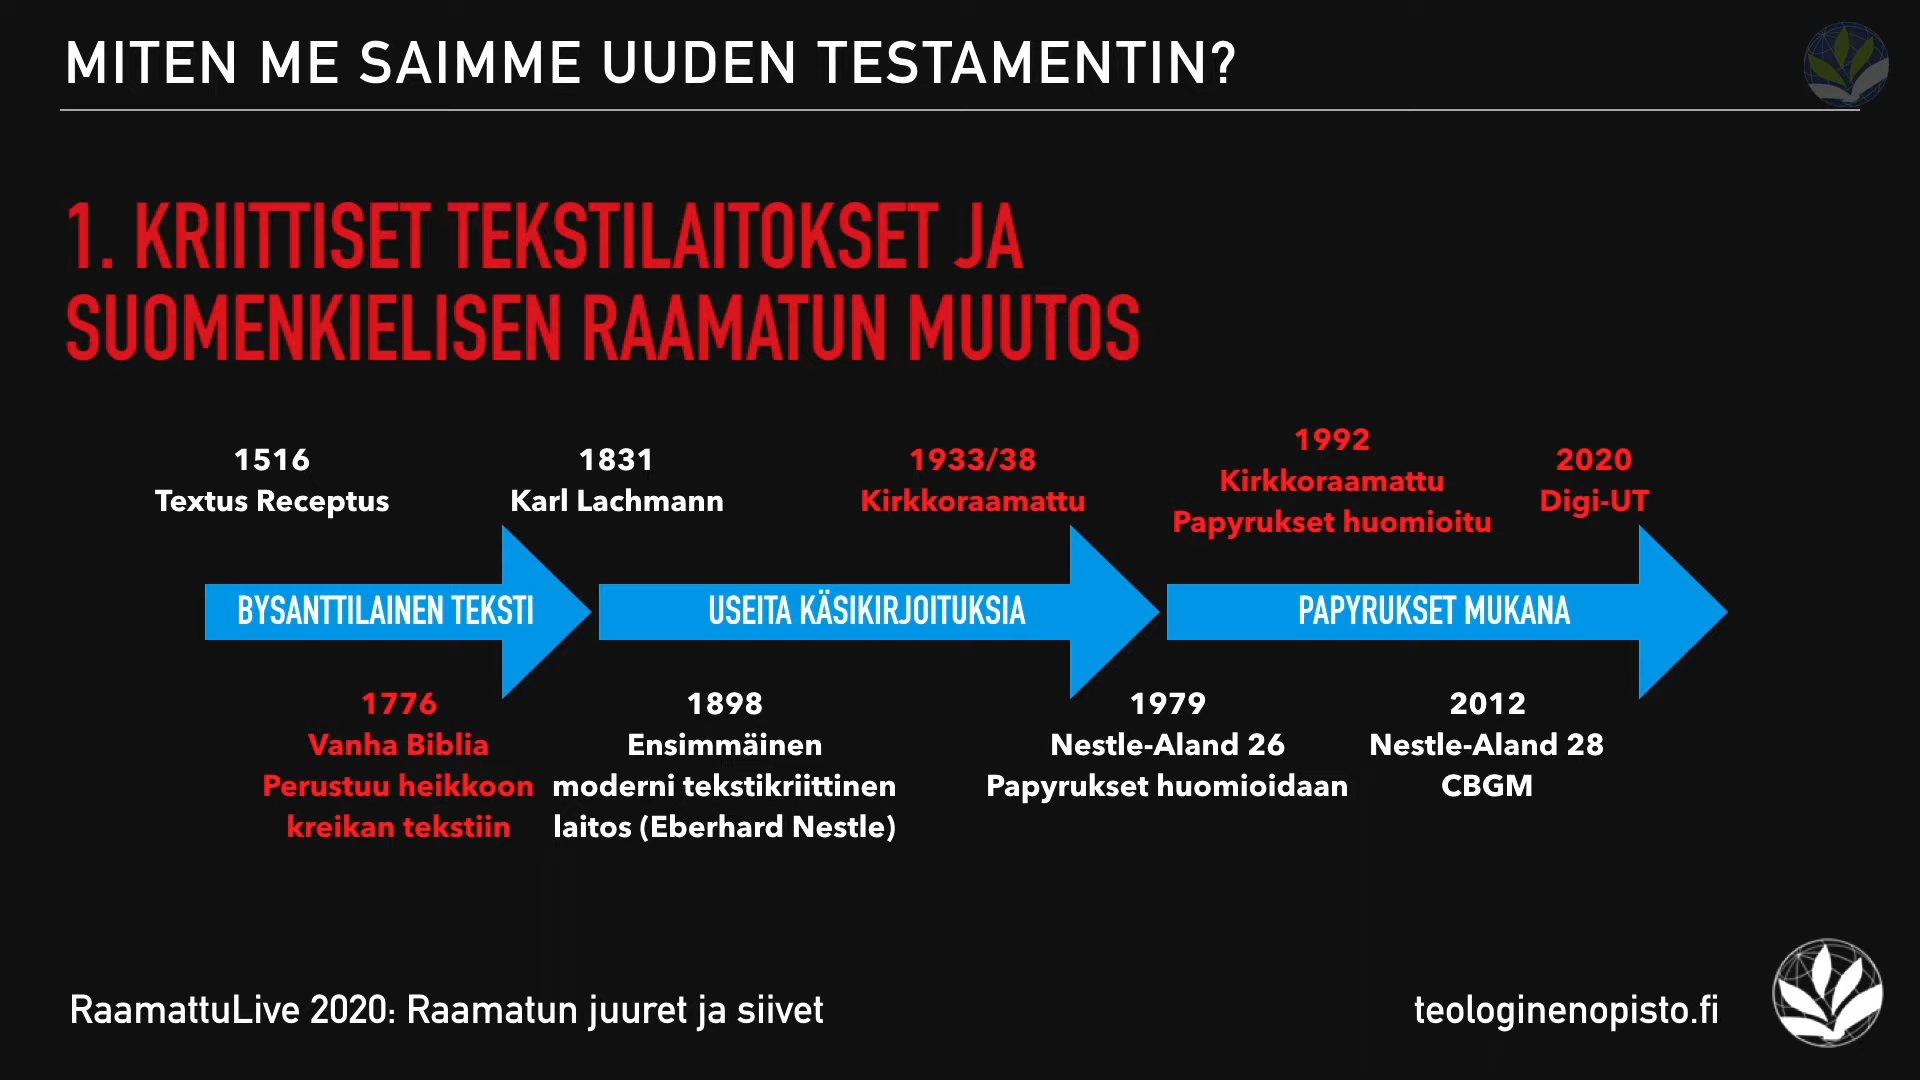 MITEN ME SAIMME UUDEN TESTAMENTIN?
1. KRIITTISET TEKSTILAITOKSET JA
SUOMENKIELISEN RAAMATUN MUUTOS
1516
Textus Receptus
1831
Karl Lachmann
1933/38
Kirkkoraamattu
1992
Kirkkoraamattu
Papyrukset huomioitu
2020
Digi-UT
BYSANTTILAINEN TEKSTI
USEITA KÄSIKIRJOITUKSIA
PAPYRUKSET MUKANA
1776
Vanha Biblia
Perustuu heikkoon
kreikan tekstiin
1898
Ensimmäinen
moderni tekstikriittinen
laitos (Eberhard Nestle)
1979
Nestle-Aland 26
Papyrukset huomioidaan
2012
Nestle-Aland 28
CBGM
RaamattuLive 2020: Raamatun juuret ja siivet
teologinenopisto.fi